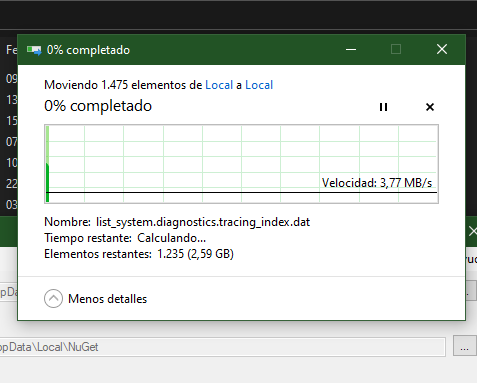 0% completado
Fe
09
13
15
07
10
22
03
Moviendo 1.475 elementos de Local a Local
0% completado
Velocidad: 3,77 MB/s
Nombre: list_system.diagnostics.tracing_index.dat
Tiempo restante: Calculando...
Elementos restantes: 1.235 (2,59 GB)
Menos detalles
...
ppData\Local\NuGet
...